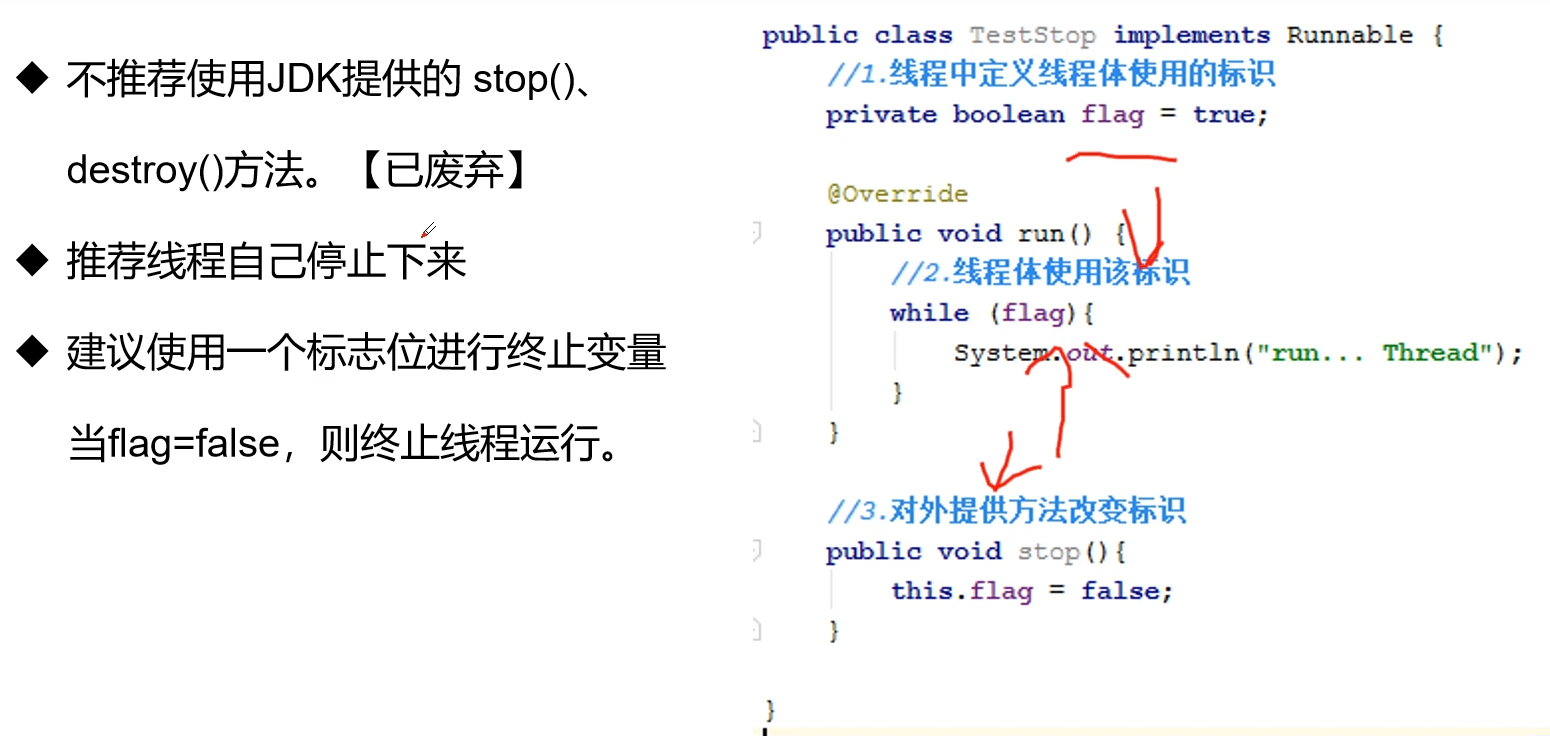 ◆ 不推荐使用JDK提供的 stop()、
destroy()方法。【已废弃】
◆ 推荐线程自己停止下来
◆ 建议使用一个标志位进行终止变量
当flag=false，则终止线程运行。
public class TestStop implements Runnable {
//1.线程中定义线程体使用的标识
private boolean flag = true;
@Override
public void run() {
//2.线程体使用该标识
while (flag){
System.out.println("run... Thread");
}
}
//3.对外提供方法改变标识
public void stop(){
this.flag = false;
}
}